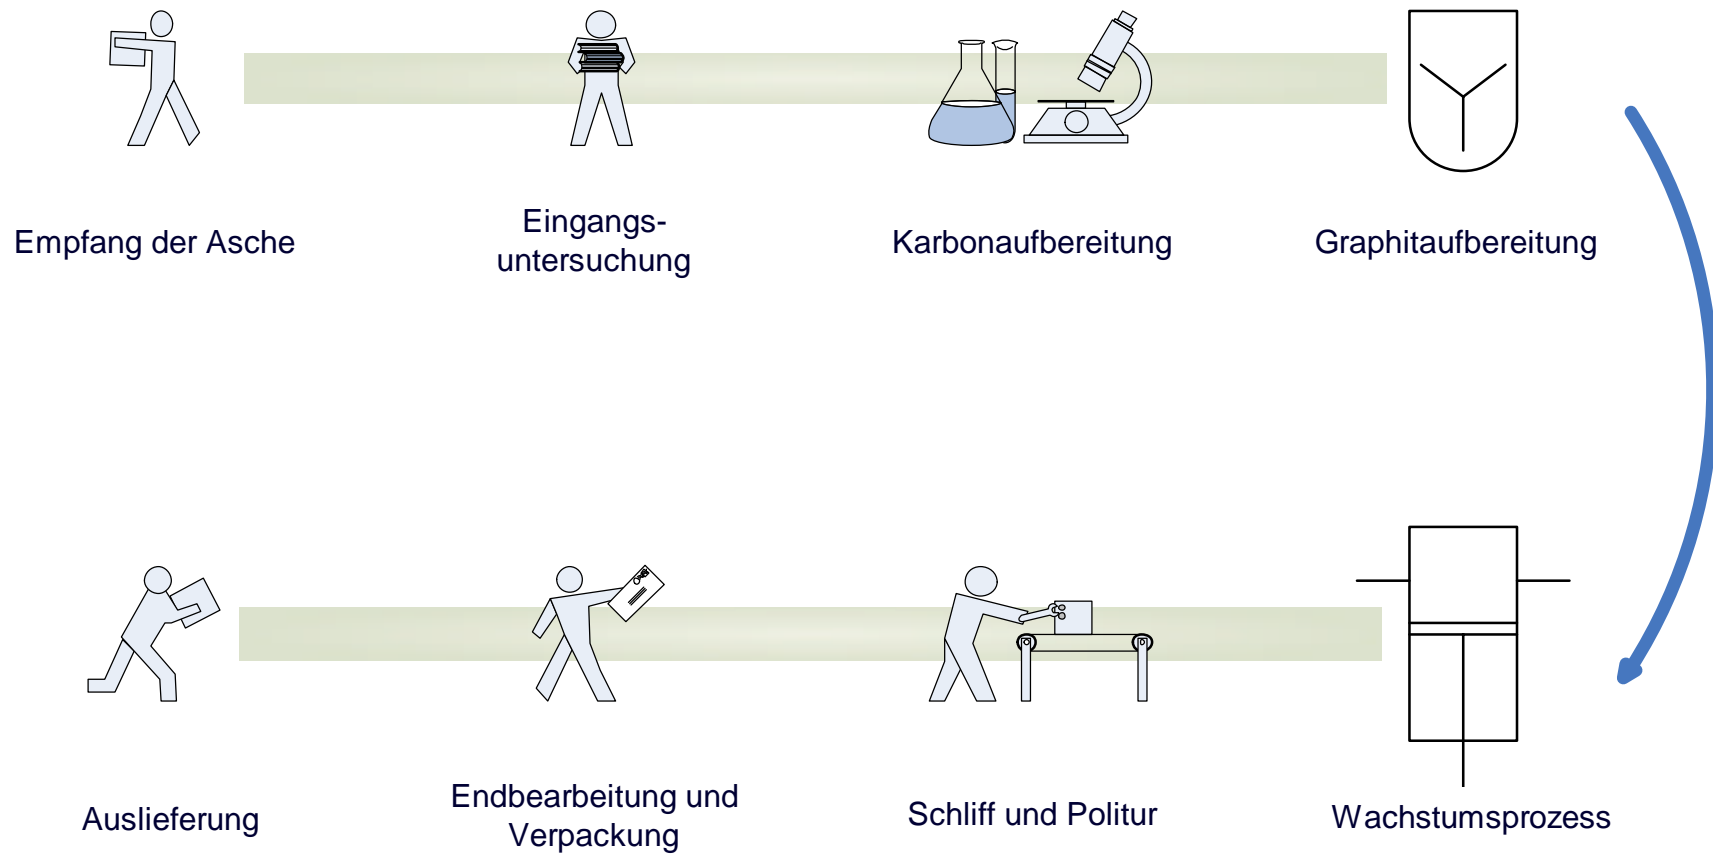 Empfang der Asche
Eingangs-
untersuchung
Karbonaufbereitung
Graphitaufbereitung
Auslieferung
Endbearbeitung und
Verpackung
Schliff und Politur
Wachstumsprozess